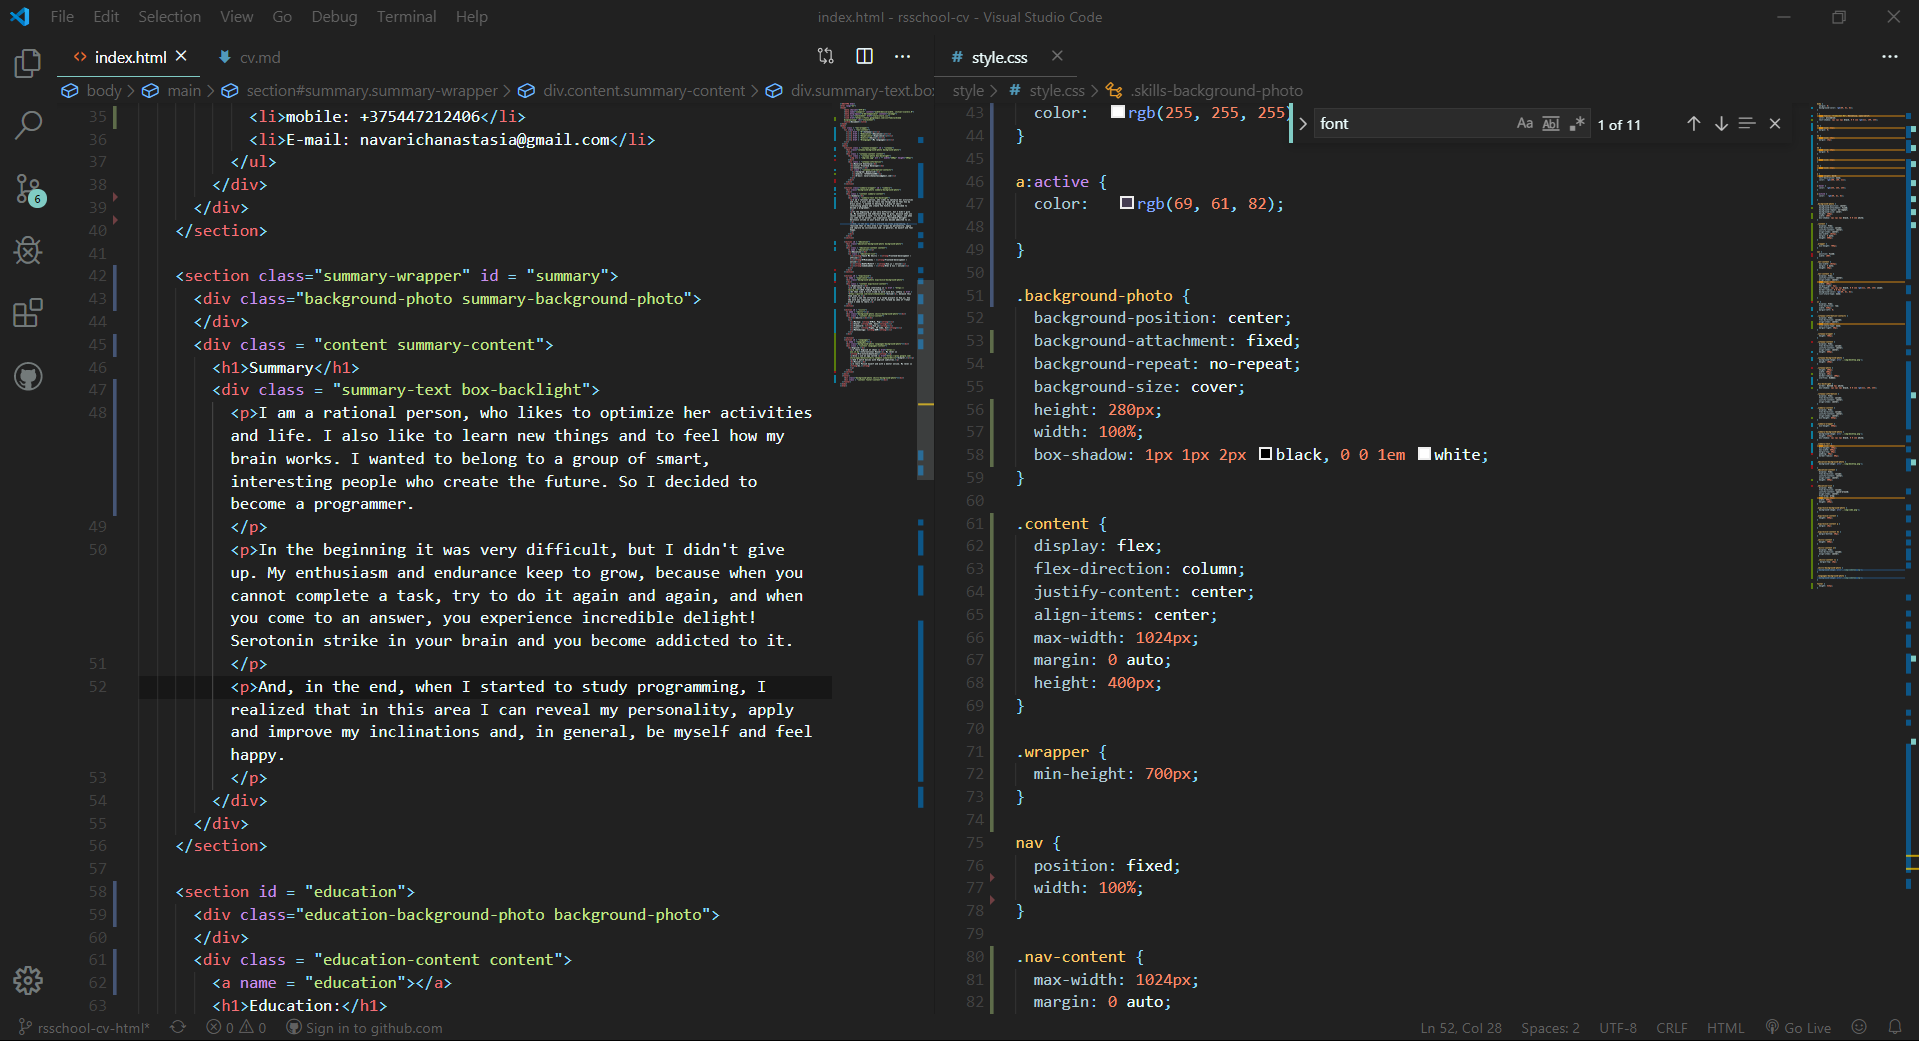 File Edit Selection View Go Debug Terminal Help
index.html - rsschool-cv - Visual Studio Code
index.html
cv.md
body > main > section#summary.summary-wrapper > div.content.summary-content > div.summary-text.box
35 <li>mobile: +375447212406</li>
36 <li>E-mail: navarichanastasia@gmail.com</li>
37 </ul>
38 </div>
39 </div>
40 </section>
41
42 <section class="summary-wrapper" id = "summary">
43 <div class="background-photo summary-background-photo">
44 </div>
45 <div class = "content summary-content">
46 <h1>Summary</h1>
47 <div class = "summary-text box-backlight">
48 <p>I am a rational person, who likes to optimize her activities
and life. I also like to learn new things and to feel how my
brain works. I wanted to belong to a group of smart,
interesting people who create the future. So I decided to
become a programmer.
49 </p>
50 <p>In the beginning it was very difficult, but I didn't give
up. My enthusiasm and endurance keep to grow, because when you
cannot complete a task, try to do it again and again, and when
you come to an answer, you experience incredible delight!
Serotonin strike in your brain and you become addicted to it.
51 </p>
52 <p>And, in the end, when I started to study programming, I
realized that in this area I can reveal my personality, apply
and improve my inclinations and, in general, be myself and feel
happy.
53 </p>
54 </div>
55 </div>
56 </section>
57
58 <section id = "education">
59 <div class="education-background-photo background-photo">
60 </div>
61 <div class = "education-content content">
62 <a name = "education"></a>
63 <h1>Education:</h1>
# style.css
style > # style.css > .skills-background-photo
font
Aa Abl .* 1 of 11
43 color: rgb(255, 255, 255)
44 }
45
46 a:active {
47 color: rgb(69, 61, 82);
48
49 }
50
51 .background-photo {
52 background-position: center;
53 background-attachment: fixed;
54 background-repeat: no-repeat;
55 background-size: cover;
56 height: 280px;
57 width: 100%;
58 box-shadow: 1px 1px 2px black, 0 0 1em white;
59 }
60
61 .content {
62 display: flex;
63 flex-direction: column;
64 justify-content: center;
65 align-items: center;
66 max-width: 1024px;
67 margin: 0 auto;
68 height: 400px;
69 }
70
71 .wrapper {
72 min-height: 700px;
73 }
74
75 nav {
76 position: fixed;
77 width: 100%;
78 }
79
80 .nav-content {
81 max-width: 1024px;
82 margin: 0 auto;
6
rsschool-cv-html* 0 0 Sign in to github.com
Ln 52, Col 28 Spaces: 2 UTF-8 CRLF HTML Go Live